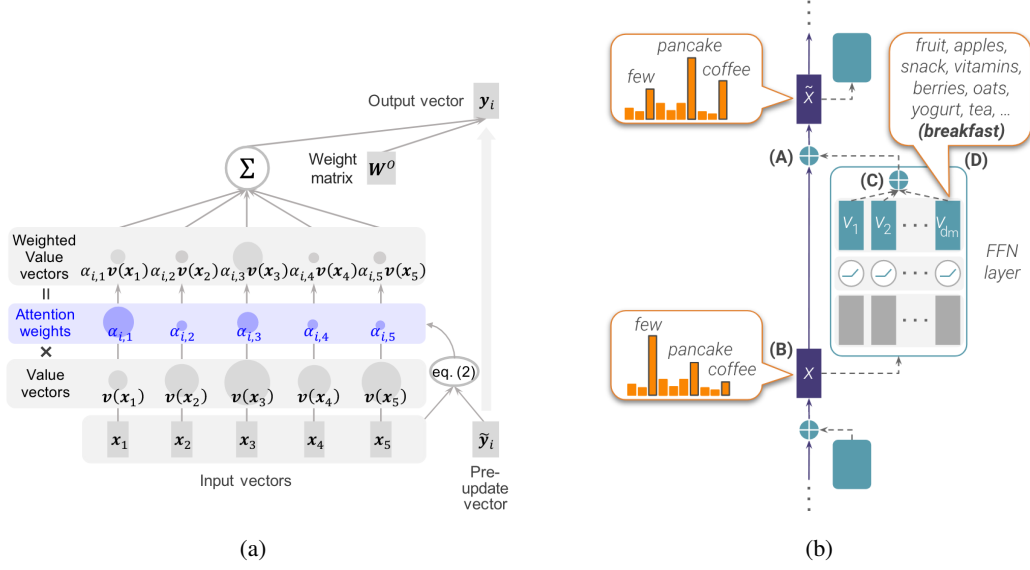 Output vector
𝒚ᵢ
Weight
matrix
𝑾ᴼ
Σ
Weighted
Value
vectors
αᵢ,₁𝒗(𝒙₁) αᵢ,₂𝒗(𝒙₂) αᵢ,₃𝒗(𝒙₃) αᵢ,₄𝒗(𝒙₄) αᵢ,₅𝒗(𝒙₅)
=
Attention
weights
αᵢ,₁ αᵢ,₂ αᵢ,₃ αᵢ,₄ αᵢ,₅
×
Value
vectors
𝒗(𝒙₁) 𝒗(𝒙₂) 𝒗(𝒙₃) 𝒗(𝒙₄) 𝒗(𝒙₅)
eq. (2)
𝒙₁ 𝒙₂ 𝒙₃ 𝒙₄ 𝒙₅
ỹᵢ
Input vectors
Pre-
update
vector
(a)
pancake
few
coffee
x̃
fruit, apples,
snack, vitamins,
berries, oats,
yogurt, tea, ...
(breakfast)
(A)
(D)
(C)
V₁ V₂ ··· V dm
FFN
layer
···
···
few
pancake
coffee
(B)
x
(b)